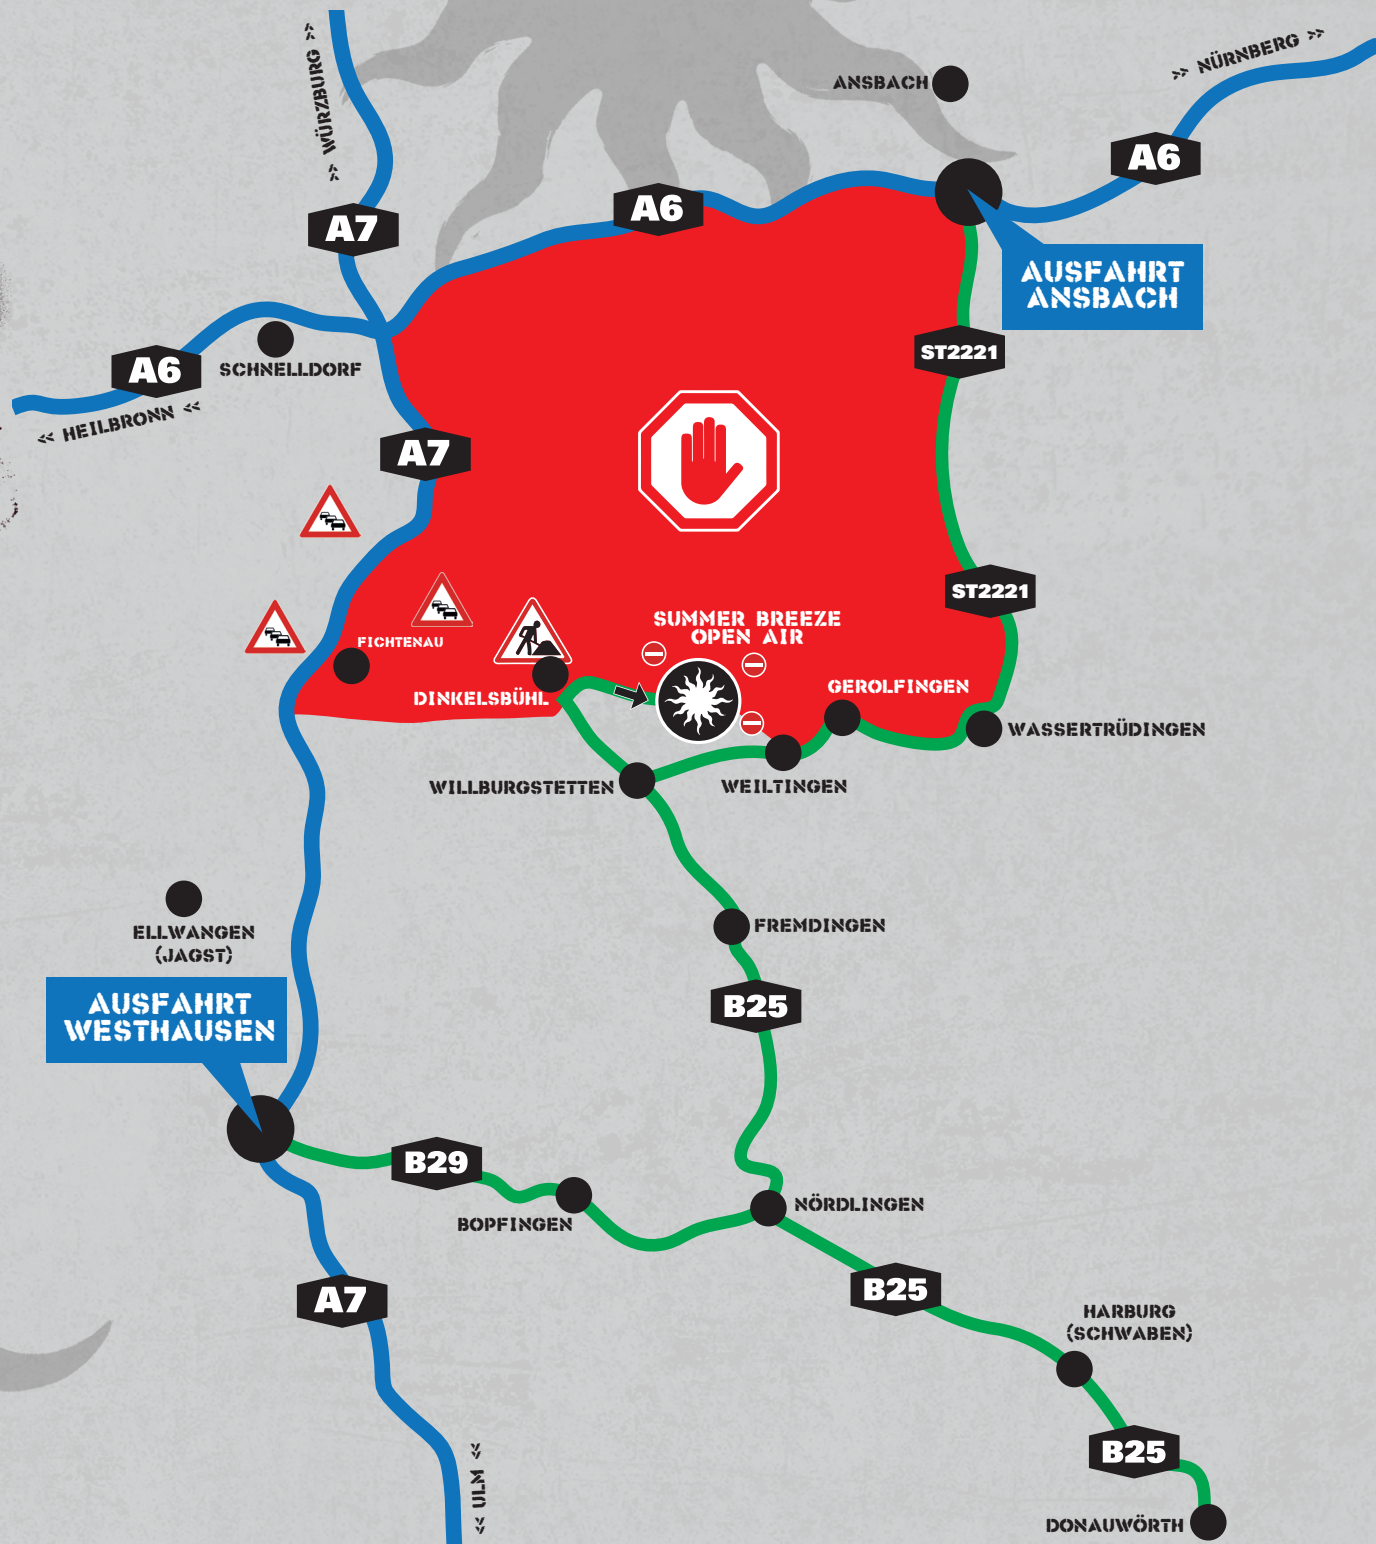 >> NÜRNBERG >>
<< WÜRZBURG <<
ANSBACH
A6
A6
A7
AUSFAHRT
ANSBACH
ST2221
A6
SCHNELLDORF
<< HEILBRONN <<
A7
ST2221
SUMMER BREEZE
OPEN AIR
FICHTENAU
DINKELSBÜHL
GEROLFINGEN
WASSERTRÜDINGEN
WILLBURGSTETTEN
WEILTINGEN
FREMDINGEN
ELLWANGEN
(JAGST)
AUSFAHRT
WESTHAUSEN
B25
B29
BOPFINGEN
NÖRDLINGEN
B25
A7
HARBURG
(SCHWABEN)
B25
<< ULM <<
DONAUWÖRTH